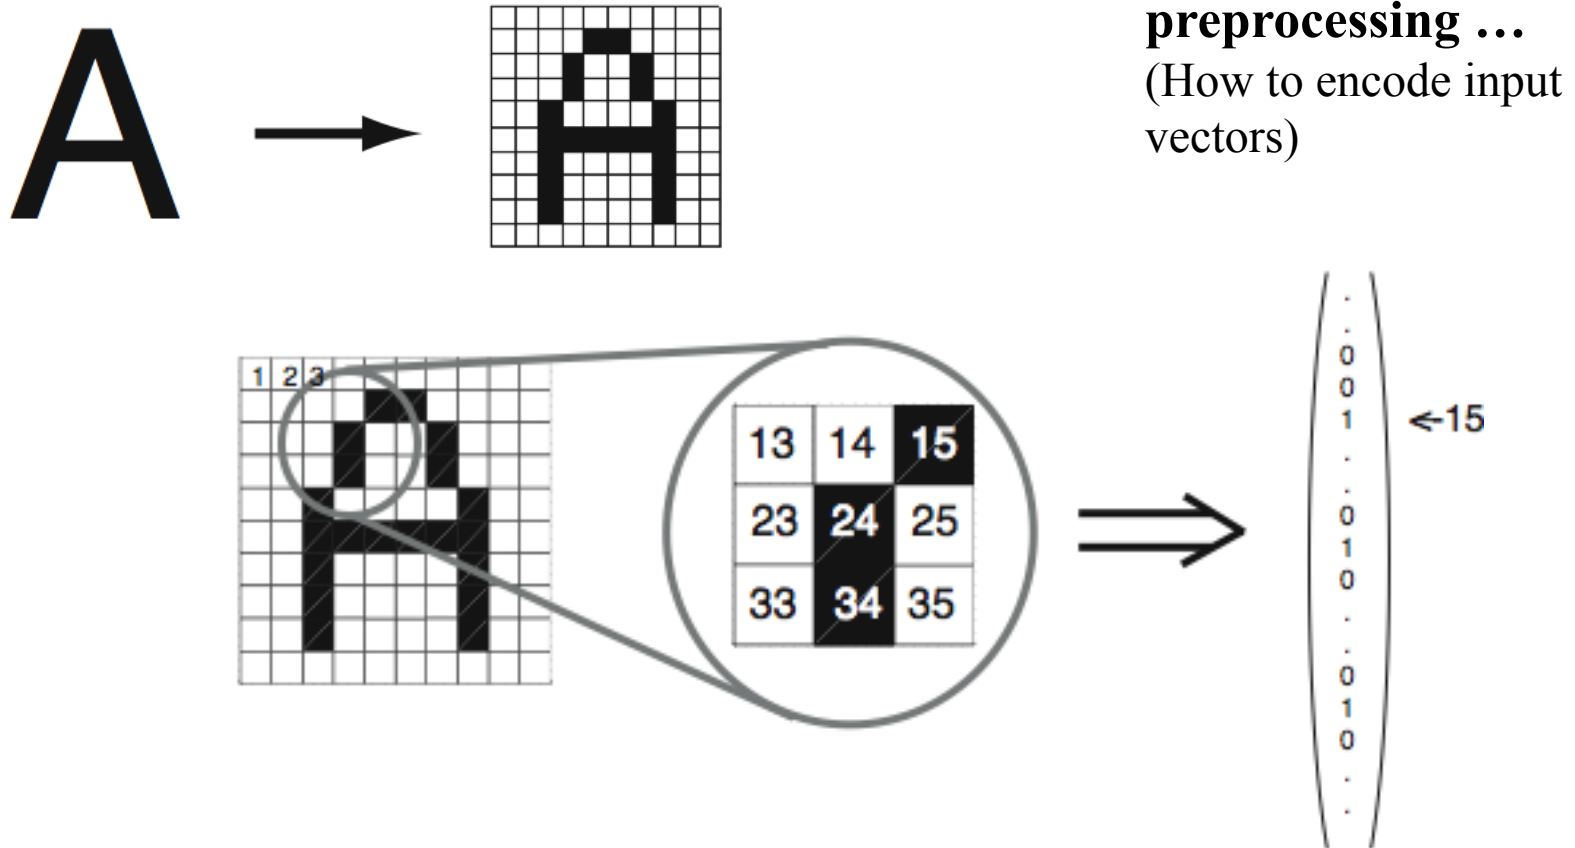 A
preprocessing …
(How to encode input
vectors)
1 2 3
13 14 15
23 24 25
33 34 35
.
.
0
0
1 <-15
.
.
0
1
0
.
.
0
1
0
.
.